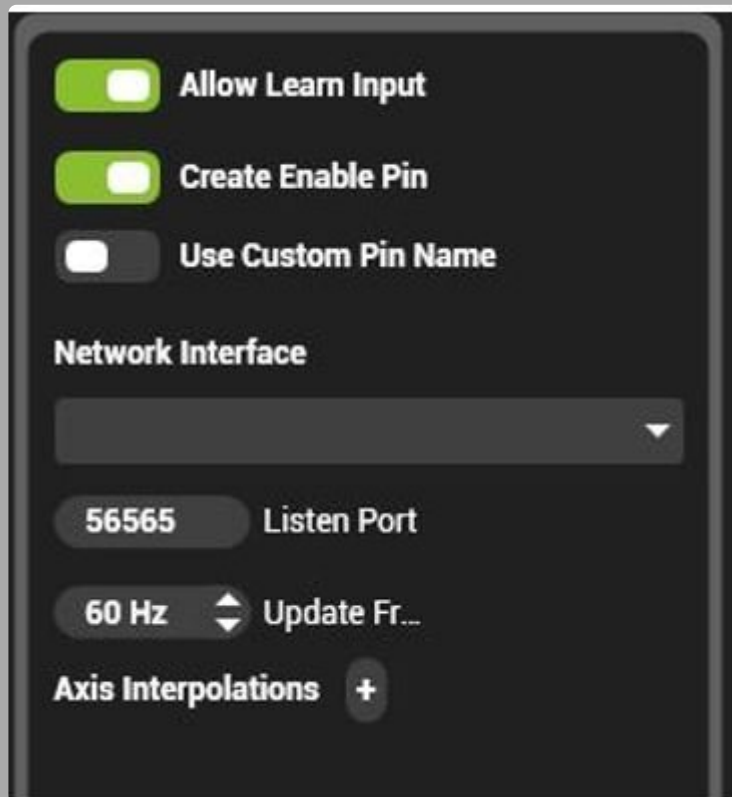 Allow Learn Input
Create Enable Pin
Use Custom Pin Name
Network Interface
56565 Listen Port
60 Hz Update Fr...
Axis Interpolations +